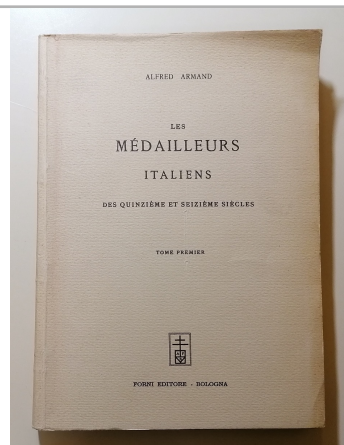 ALFRED ARMAND
LES
MÉDAILLEURS
ITALIENS
DES QUINZIÈME ET SEIZIÈME SIÈCLES
TOME PREMIER
FORNI EDITORE - BOLOGNA